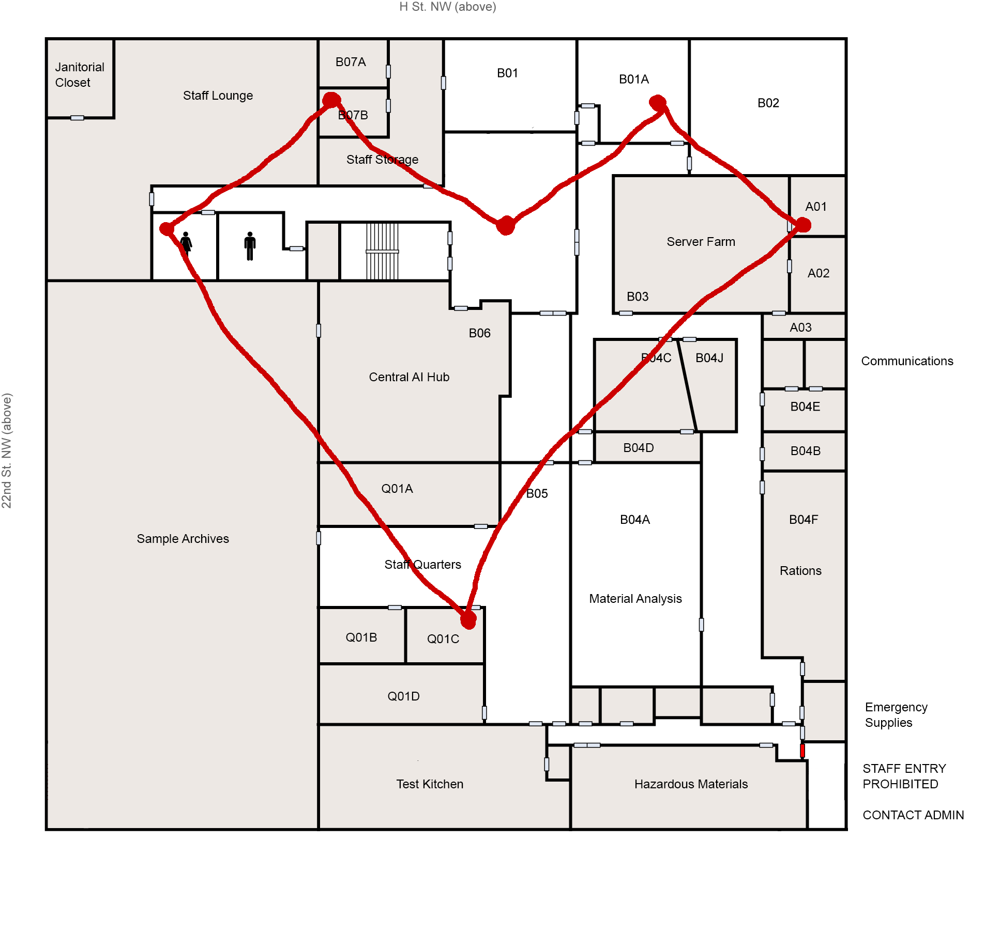 H St. NW (above)
Janitorial
Closet
Staff Lounge
B07A
B07B
Staff Storage
B01
B01A
B02
Server Farm
B03
A01
A02
A03
Communications
B06
Central AI Hub
B04C
B04J
B04E
B04D
B04B
22nd St. NW (above)
Q01A
B05
B04A
B04F
Sample Archives
Staff Quarters
Rations
Material Analysis
Q01B
Q01C
Q01D
Emergency
Supplies
Test Kitchen
Hazardous Materials
STAFF ENTRY
PROHIBITED
CONTACT ADMIN